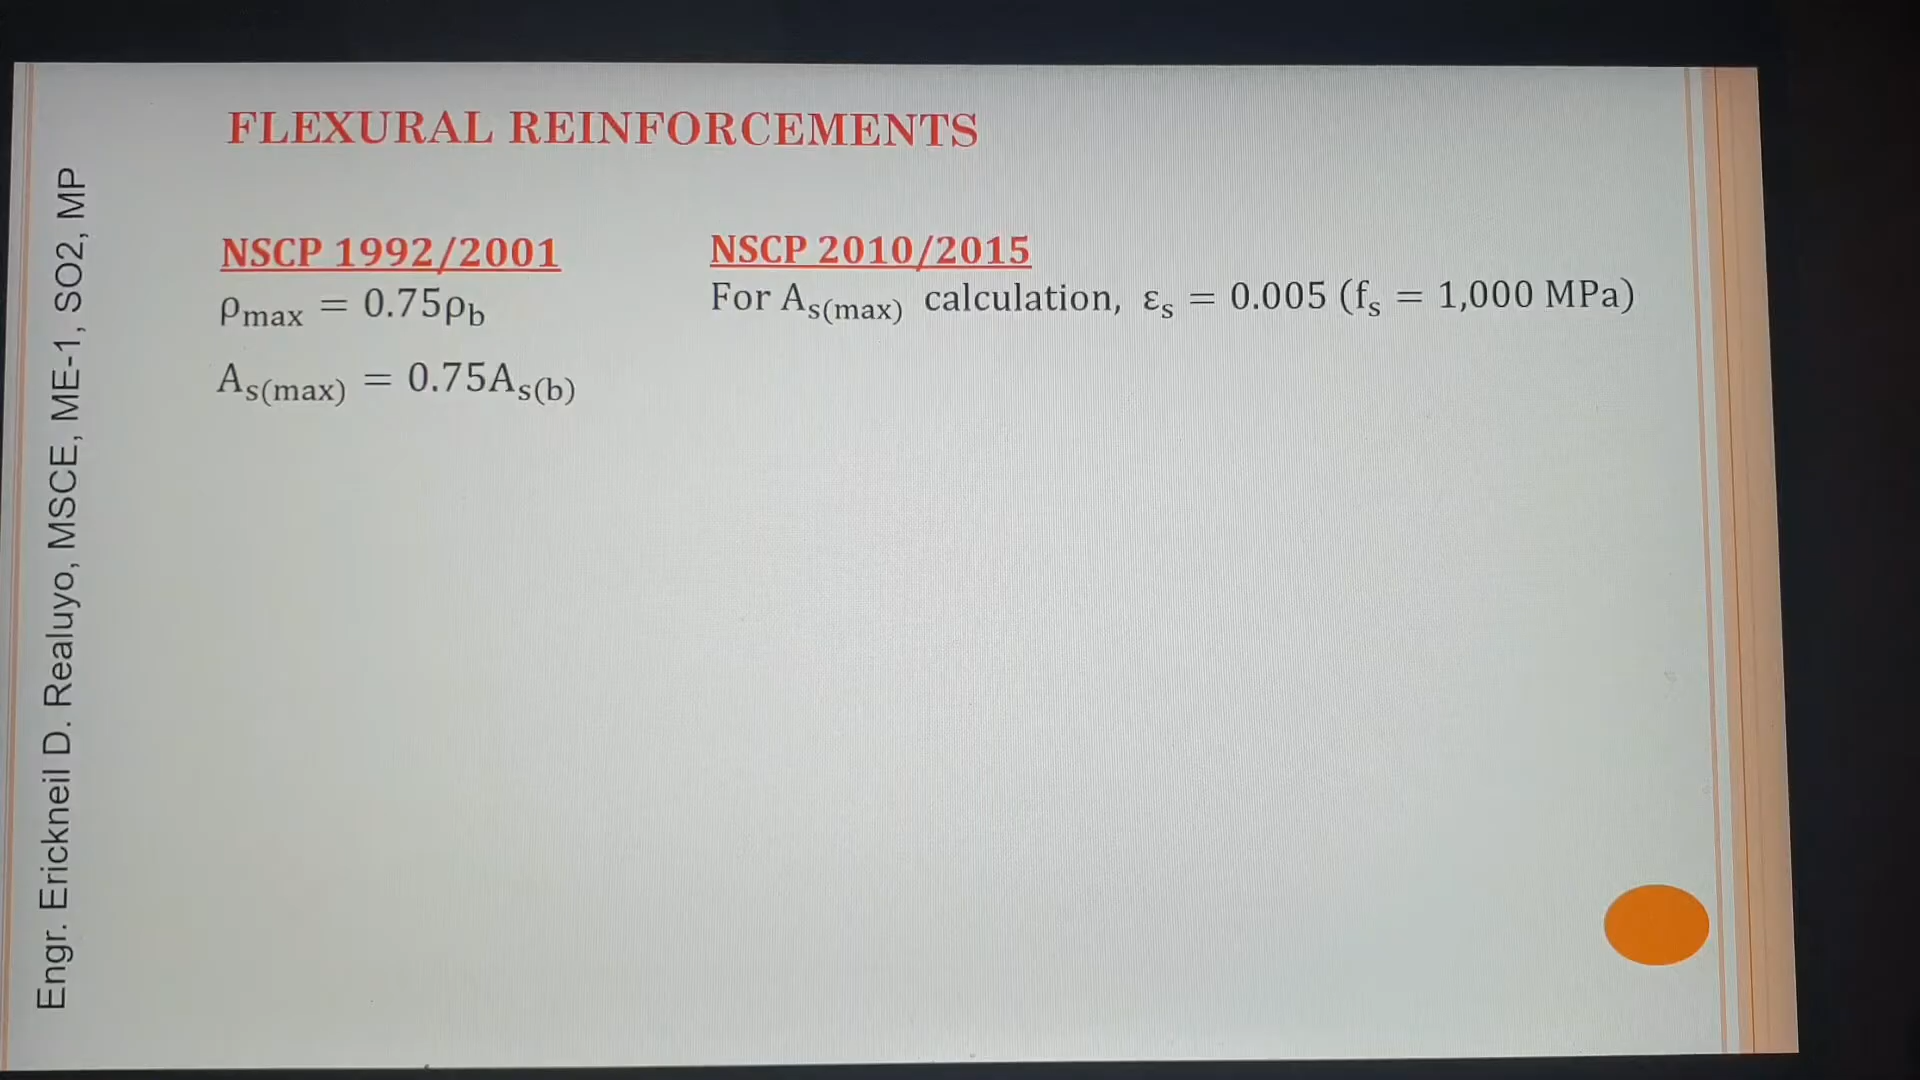 FLEXURAL REINFORCEMENTS
NSCP 1992/2001
ρmax = 0.75ρb
As(max) = 0.75As(b)
NSCP 2010/2015
For As(max) calculation, εs = 0.005 (fs = 1,000 MPa)
Engr. Erickneil D. Realuyo, MSCE, ME-1, SO2, MP